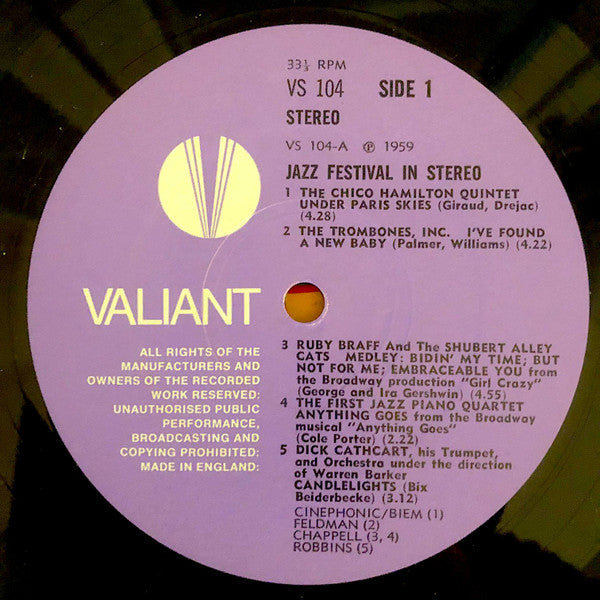 33⅓ RPM
VS 104 SIDE 1
STEREO
VS 104-A Ⓟ 1959
JAZZ FESTIVAL IN STEREO
1 THE CHICO HAMILTON QUINTET
UNDER PARIS SKIES (Giraud, Drejac)
(4.28)
2 THE TROMBONES, INC. I'VE FOUND
A NEW BABY (Palmer, Williams) (4.22)
VALIANT
ALL RIGHTS OF THE
MANUFACTURERS AND
OWNERS OF THE RECORDED
WORK RESERVED:
UNAUTHORISED PUBLIC
PERFORMANCE,
BROADCASTING AND
COPYING PROHIBITED:
MADE IN ENGLAND:
3 RUBY BRAFF And The SHUBERT ALLEY
CATS MEDLEY: BIDIN' MY TIME; BUT
NOT FOR ME; EMBRACEABLE YOU from
the Broadway production "Girl Crazy"
(George and Ira Gershwin) (4.55)
4 THE FIRST JAZZ PIANO QUARTET
ANYTHING GOES from the Broadway
musical "Anything Goes"
(Cole Porter) (2.22)
5 DICK CATHCART, his Trumpet,
and Orchestra under the direction
of Warren Barker
CANDLELIGHTS (Bix
Beiderbecke) (3.12)
CINEPHONIC/BIEM (1)
FELDMAN (2)
CHAPPELL (3, 4)
ROBBINS (5)